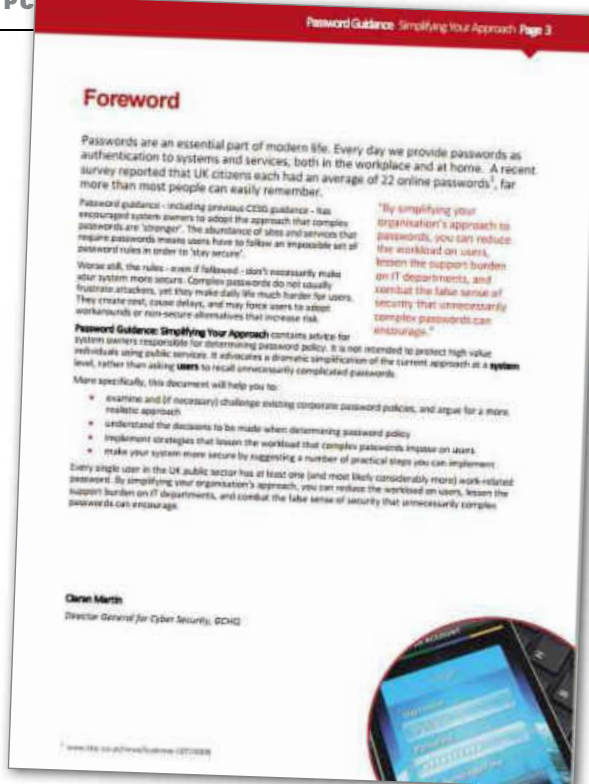 PC
Password Guidance Simplifying Your Approach Page 3
Foreword
Passwords are an essential part of modern life. Every day we provide passwords as
authentication to systems and services, both in the workplace and at home. A recent
survey reported that UK citizens each had an average of 22 online passwords¹, far
more than most people can easily remember.
Password guidance - including previous CESG guidance - has
encouraged system owners to adopt the approach that complex
passwords are 'stronger'. The abundance of sites and services that
require passwords means users have to follow an impossible set of
password rules in order to 'stay secure'.
Worse still, the rules - even if followed - don't necessarily make
your system more secure. Complex passwords do not usually
frustrate attackers, yet they make daily life much harder for users.
They create cost, cause delays, and may force users to adopt
workarounds or non-secure alternatives that increase risk.
"By simplifying your
organisation's approach to
passwords, you can reduce
the workload on users,
lessen the support burden
on IT departments, and
combat the false sense of
security that unnecessarily
complex passwords can
encourage."
Password Guidance: Simplifying Your Approach contains advice for
system owners responsible for determining password policy. It is not intended to protect high value
individuals using public services. It advocates a dramatic simplification of the current approach at a system
level, rather than asking users to recall unnecessarily complicated passwords.
More specifically, this document will help you to:
• examine and (if necessary) challenge existing corporate password policies, and argue for a more
realistic approach
• understand the decisions to be made when determining password policy
• implement strategies that lessen the workload that complex passwords impose on users
• make your system more secure by suggesting a number of practical steps you can implement
Every single user in the UK public sector has at least one (and most likely considerably more) work-related
password. By simplifying your organisation's approach, you can reduce the workload on users, lessen the
support burden on IT departments, and combat the false sense of security that unnecessarily complex
passwords can encourage.
Ciaran Martin
Director General for Cyber Security, GCHQ
ACCOUNT